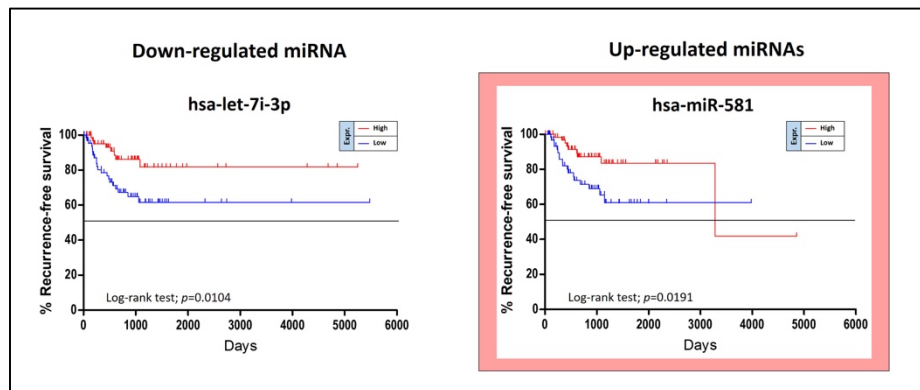 Down-regulated miRNA
hsa-let-7i-3p
Expr.
High
Low
% Recurrence-free survival
100
80
60
40
20
0
Log-rank test; p=0.0104
0 1000 2000 3000 4000 5000 6000
Days
Up-regulated miRNAs
hsa-miR-581
Expr.
High
Low
% Recurrence-free survival
100
80
60
40
20
0
Log-rank test; p=0.0191
0 1000 2000 3000 4000 5000 6000
Days